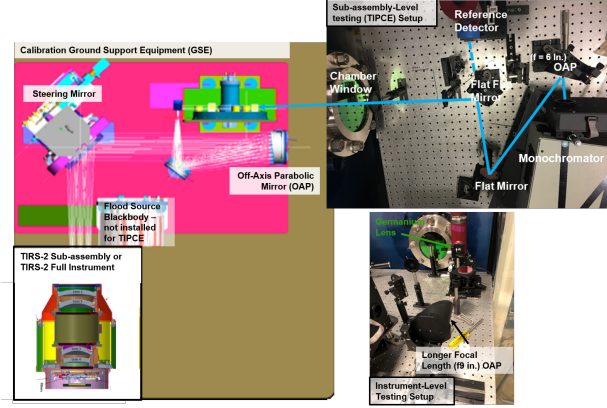 Calibration Ground Support Equipment (GSE)
Steering Mirror
Off-Axis Parabolic
Mirror (OAP)
Flood Source
Blackbody –
not installed
for TIPCE
TIRS-2 Sub-assembly or
TIRS-2 Full Instrument
Sub-assembly-Level
testing (TIPCE) Setup
Reference
Detector
f = 6 In.)
OAP
Chamber
Window
Flat Fli
Mirror
Monochromator
Flat Mirror
Germanium
Lens
Longer Focal
Length (f9 in.) OAP
Instrument-Level
Testing Setup